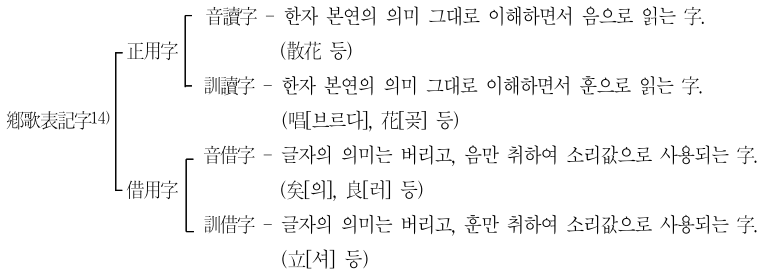 音讀字 – 한자 본연의 의미 그대로 이해하면서 음으로 읽는 字.
正用字
(散花 등)
訓讀字 – 한자 본연의 의미 그대로 이해하면서 훈으로 읽는 字.
(唱[브르다], 花[곶] 등)
鄕歌表記字14)
音借字 – 글자의 의미는 버리고, 음만 취하여 소리값으로 사용되는 字.
借用字
(矣[의], 良[러] 등)
訓借字 – 글자의 의미는 버리고, 훈만 취하여 소리값으로 사용되는 字.
(立[셔] 등)